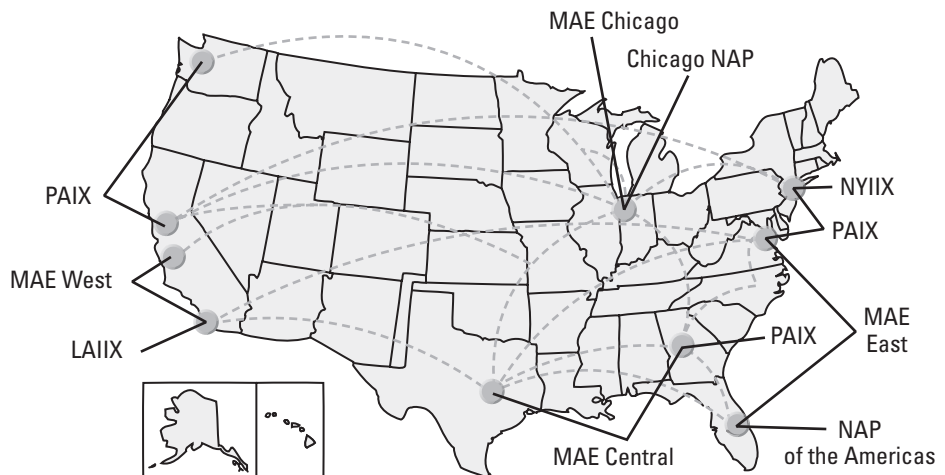 MAE Chicago
Chicago NAP
PAIX
NYIIX
PAIX
MAE West
MAE
East
LAIIX
PAIX
MAE Central
NAP
of the Americas